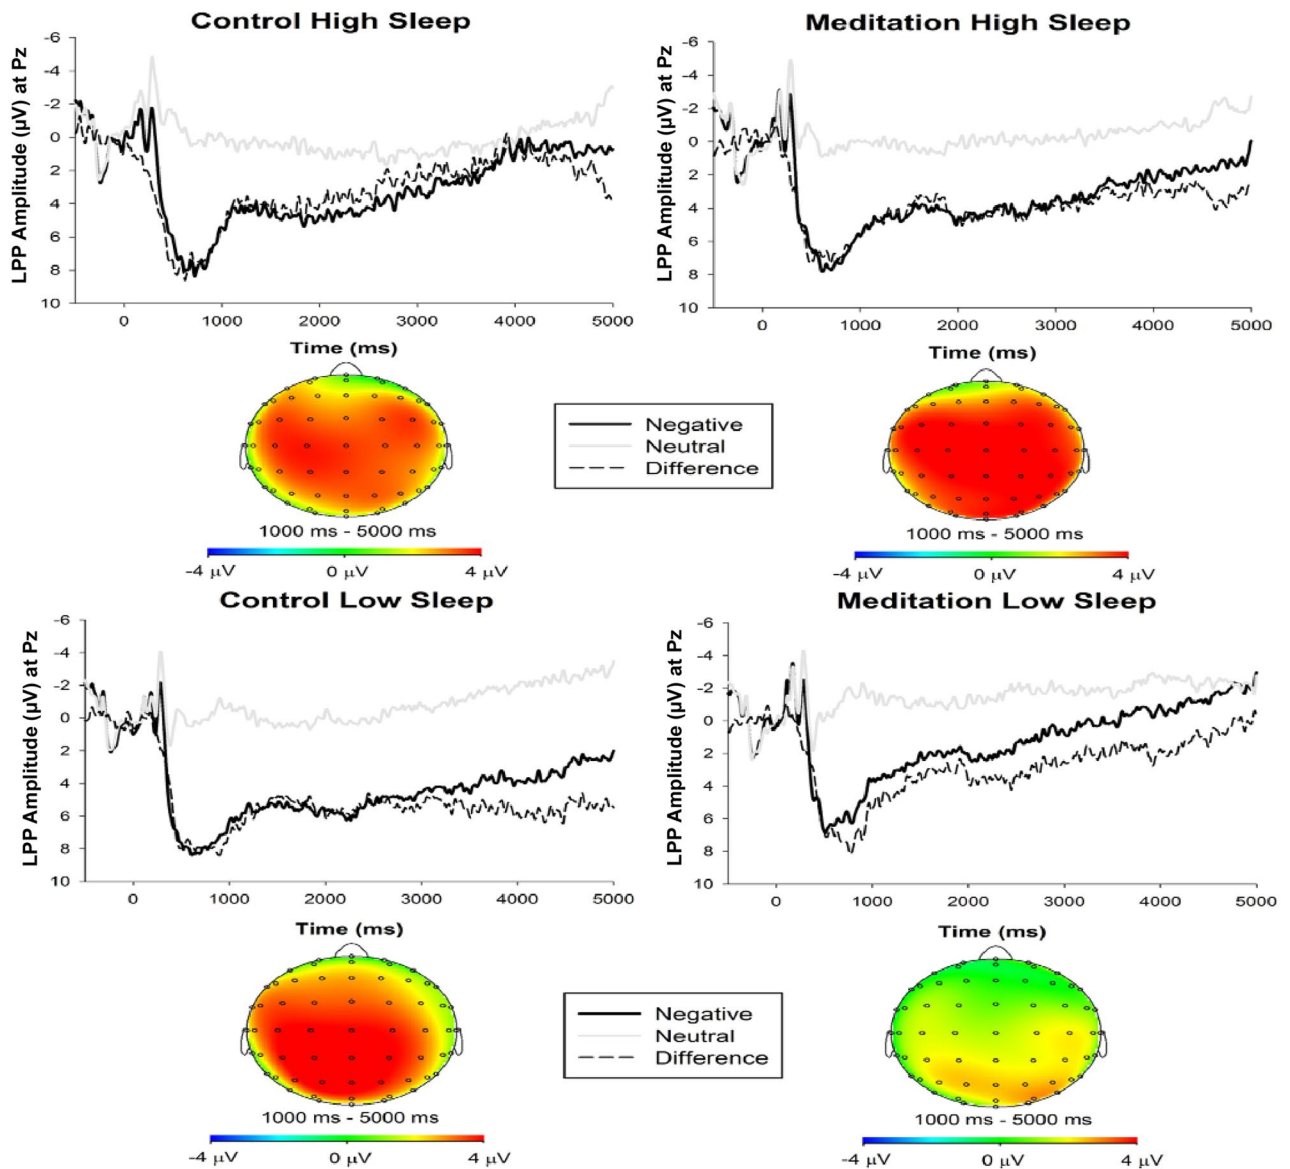 Control High Sleep
LPP Amplitude (µV) at Pz
-6
-4
-2
0
2
4
6
8
10
0 1000 2000 3000 4000 5000
Time (ms)
Meditation High Sleep
LPP Amplitude (µV) at Pz
-6
-4
-2
0
2
4
6
8
10
0 1000 2000 3000 4000 5000
Time (ms)
1000 ms - 5000 ms
-4 µV 0 µV 4 µV
Negative
Neutral
Difference
1000 ms - 5000 ms
-4 µV 0 µV 4 µV
Control Low Sleep
LPP Amplitude (µV) at Pz
-6
-4
-2
0
2
4
6
8
10
0 1000 2000 3000 4000 5000
Time (ms)
Meditation Low Sleep
LPP Amplitude (µV) at Pz
-6
-4
-2
0
2
4
6
8
10
0 1000 2000 3000 4000 5000
Time (ms)
1000 ms - 5000 ms
-4 µV 0 µV 4 µV
Negative
Neutral
Difference
1000 ms - 5000 ms
-4 µV 0 µV 4 µV